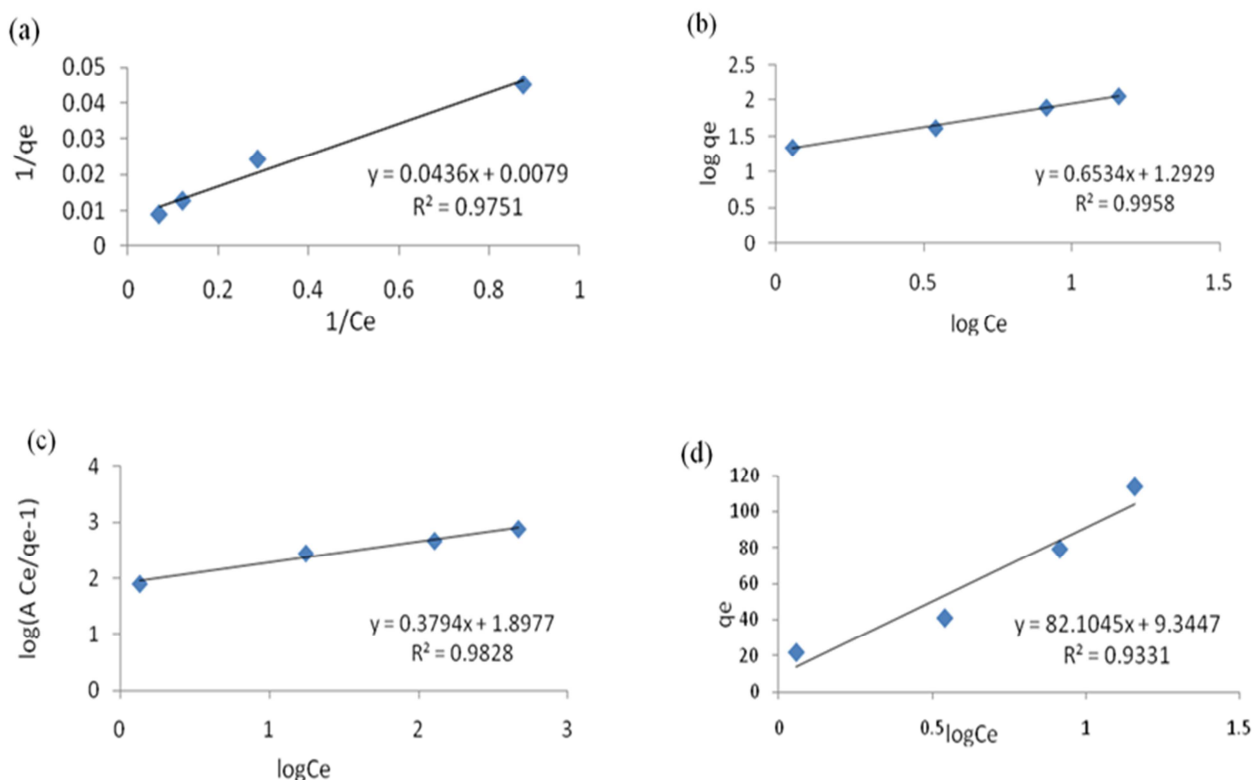 (a)
0.05
0.04
0.03
0.02
0.01
0
1/qe
y = 0.0436x + 0.0079
R² = 0.9751
0 0.2 0.4 0.6 0.8 1
1/Ce
(b)
2.5
2
1.5
1
0.5
0
log qe
y = 0.6534x + 1.2929
R² = 0.9958
0 0.5 1 1.5
log Ce
(c)
4
3
2
1
0
log(A Ce/qe-1)
y = 0.3794x + 1.8977
R² = 0.9828
0 1 2 3
logCe
(d)
120
100
80
60
40
20
0
qe
y = 82.1045x + 9.3447
R² = 0.9331
0 0.5 1 1.5
logCe